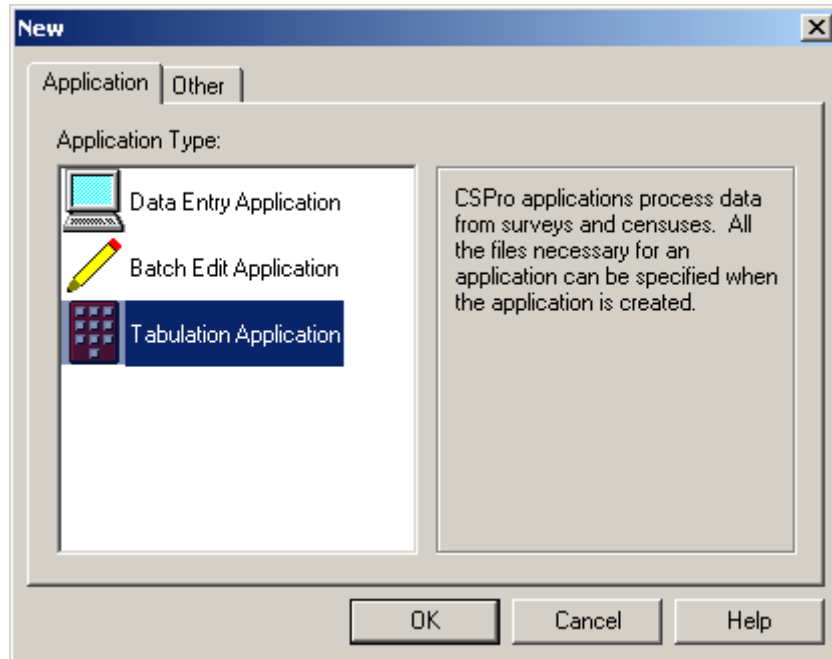 New
Application Other
Application Type:
Data Entry Application
Batch Edit Application
Tabulation Application
CSPro applications process data
from surveys and censuses. All
the files necessary for an
application can be specified when
the application is created.
OK Cancel Help